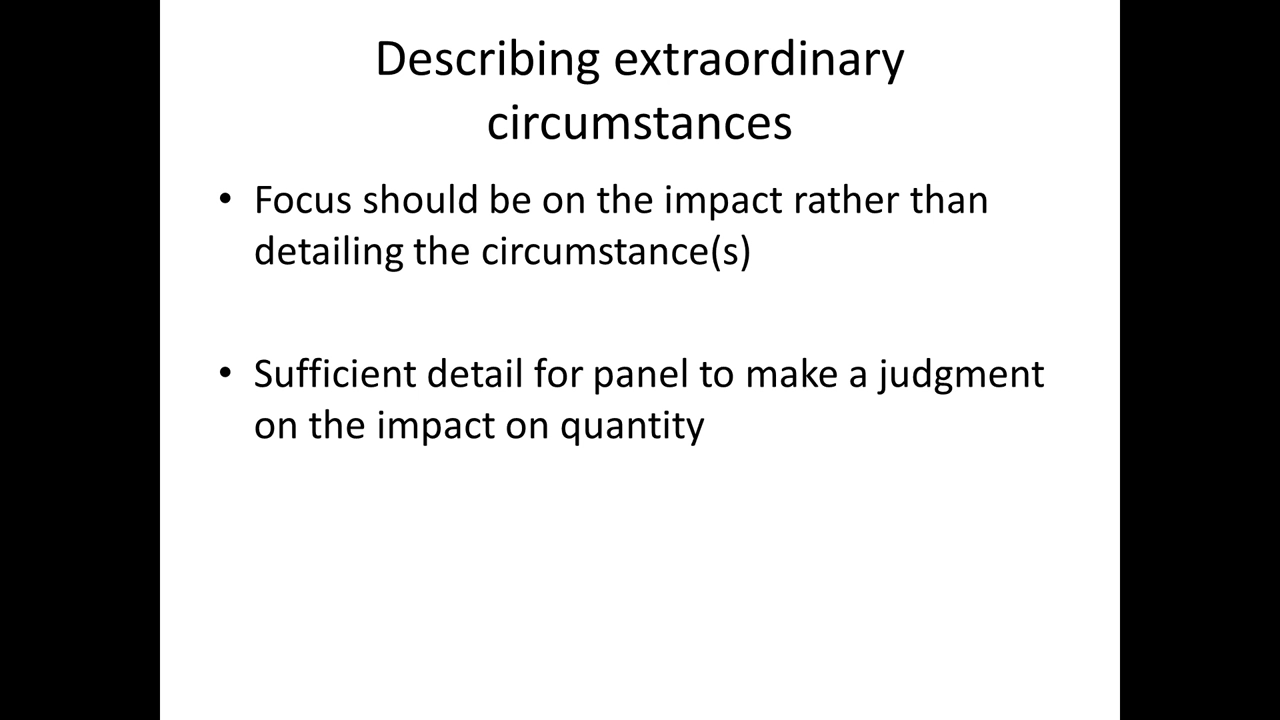 Describing extraordinary
circumstances
• Focus should be on the impact rather than
detailing the circumstance(s)
• Sufficient detail for panel to make a judgment
on the impact on quantity